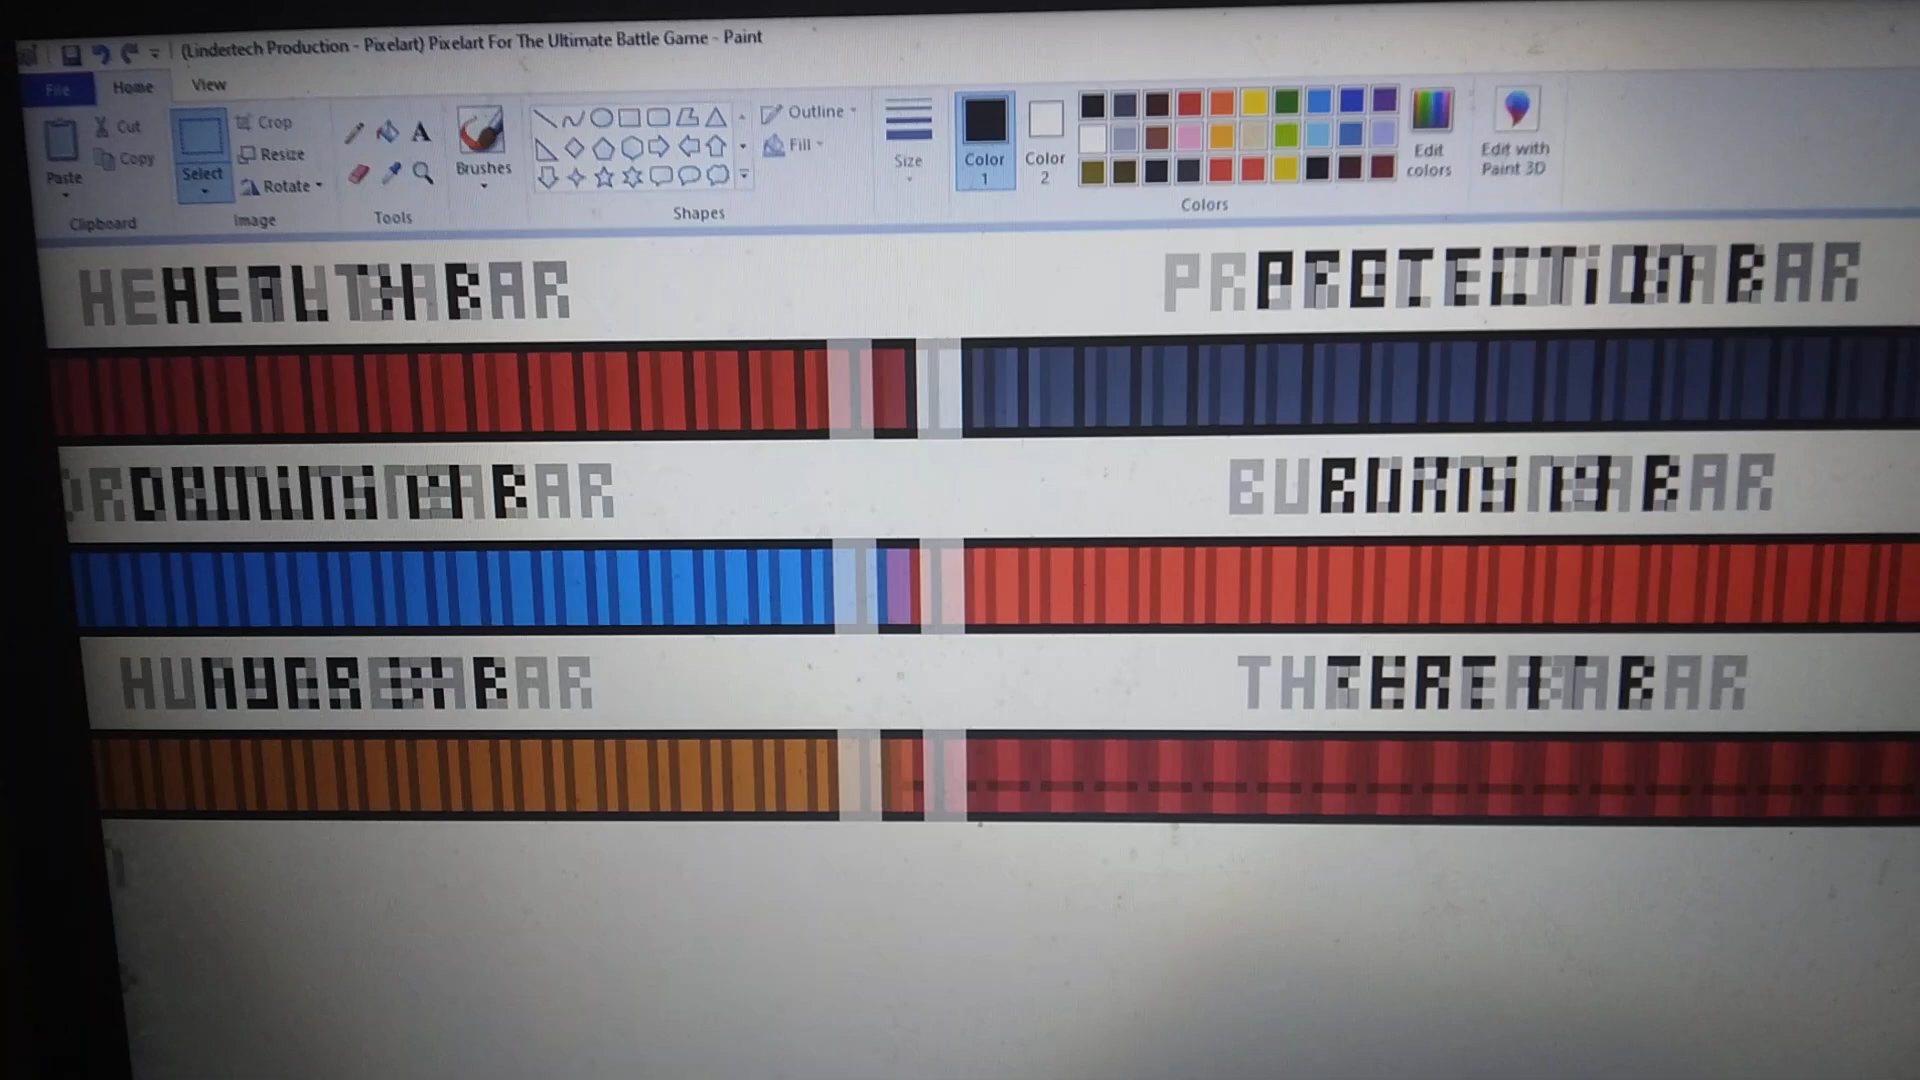 (Lindertech Production - Pixelart) Pixelart For The Ultimate Battle Game - Paint
File Home View
Paste
Cut
Copy
Clipboard
Select
Crop
Resize
Rotate
Image
A
Tools
Brushes
Outline
Fill
Shapes
Size
Color 1
Color 2
Colors
Edit colors
Edit with Paint 3D
HEALTH BAR
PROTECTION BAR
BAR
BAR
HUNGER BAR
BAR